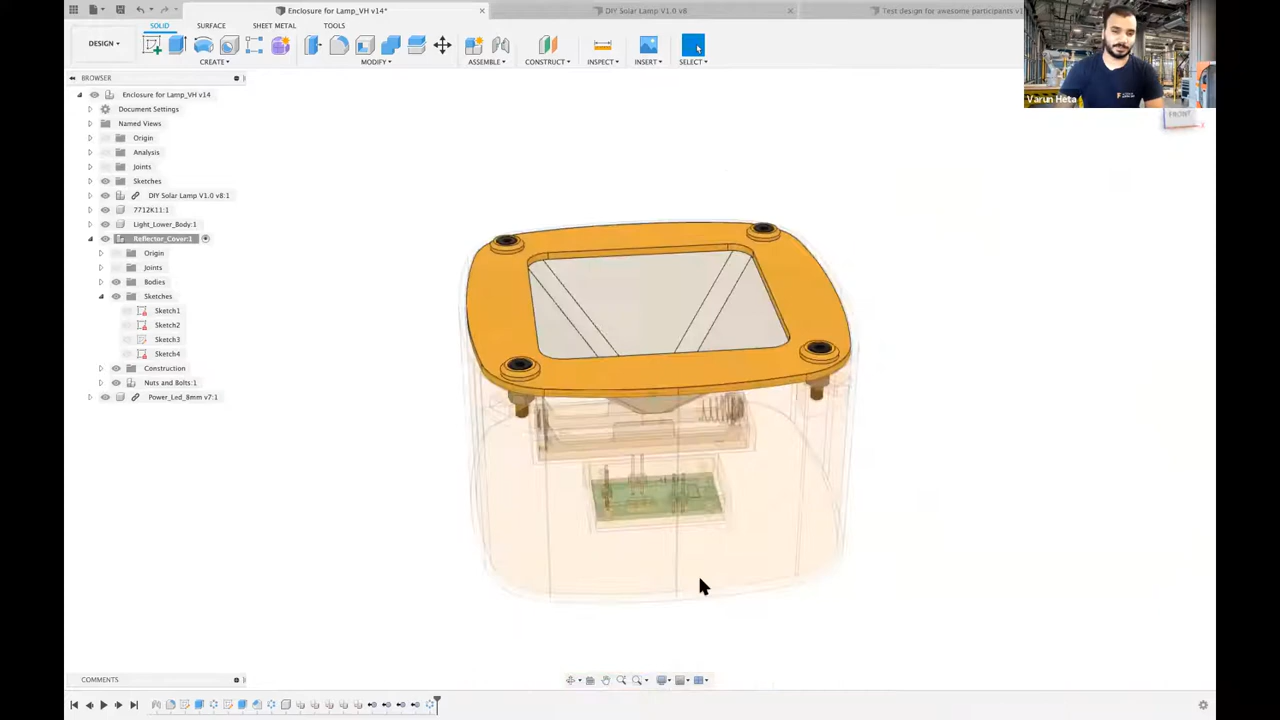 Enclosure for Lamp_VH v14*
DIY Solar Lamp V1.0 v8
Test design for awesome participants v1
SOLID SURFACE SHEET METAL TOOLS
DESIGN
CREATE MODIFY ASSEMBLE CONSTRUCT INSPECT INSERT SELECT
Varun Heta
FRONT
BROWSER
Enclosure for Lamp_VH v14
Document Settings
Named Views
Origin
Analysis
Joints
Sketches
DIY Solar Lamp V1.0 v8:1
7712K11:1
Light_Lower_Body:1
Reflector_Cover:1
Origin
Joints
Bodies
Sketches
Sketch1
Sketch2
Sketch3
Sketch4
Construction
Nuts and Bolts:1
Power_Led_8mm v7:1
COMMENTS